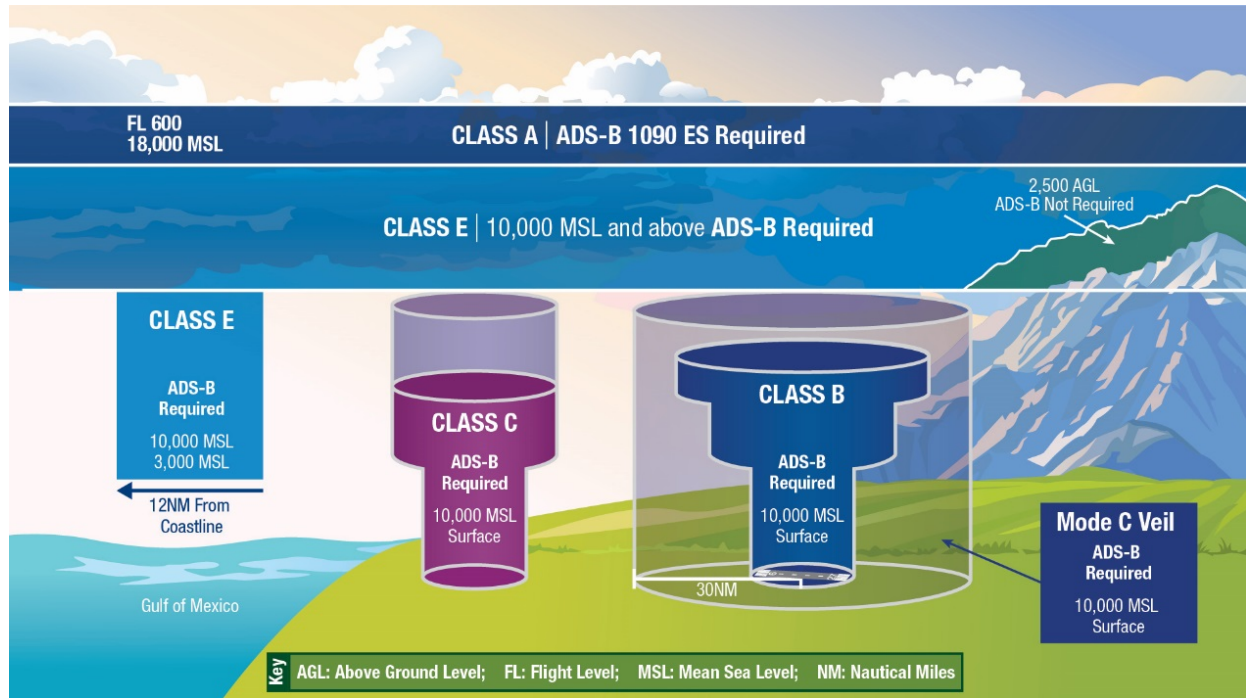 FL 600
18,000 MSL
CLASS A | ADS-B 1090 ES Required
2,500 AGL
ADS-B Not Required
CLASS E | 10,000 MSL and above ADS-B Required
CLASS E
ADS-B
Required
10,000 MSL
3,000 MSL
12NM From
Coastline
Gulf of Mexico
CLASS C
ADS-B
Required
10,000 MSL
Surface
CLASS B
ADS-B
Required
10,000 MSL
Surface
30NM
Mode C Veil
ADS-B
Required
10,000 MSL
Surface
Key
AGL: Above Ground Level; FL: Flight Level; MSL: Mean Sea Level; NM: Nautical Miles